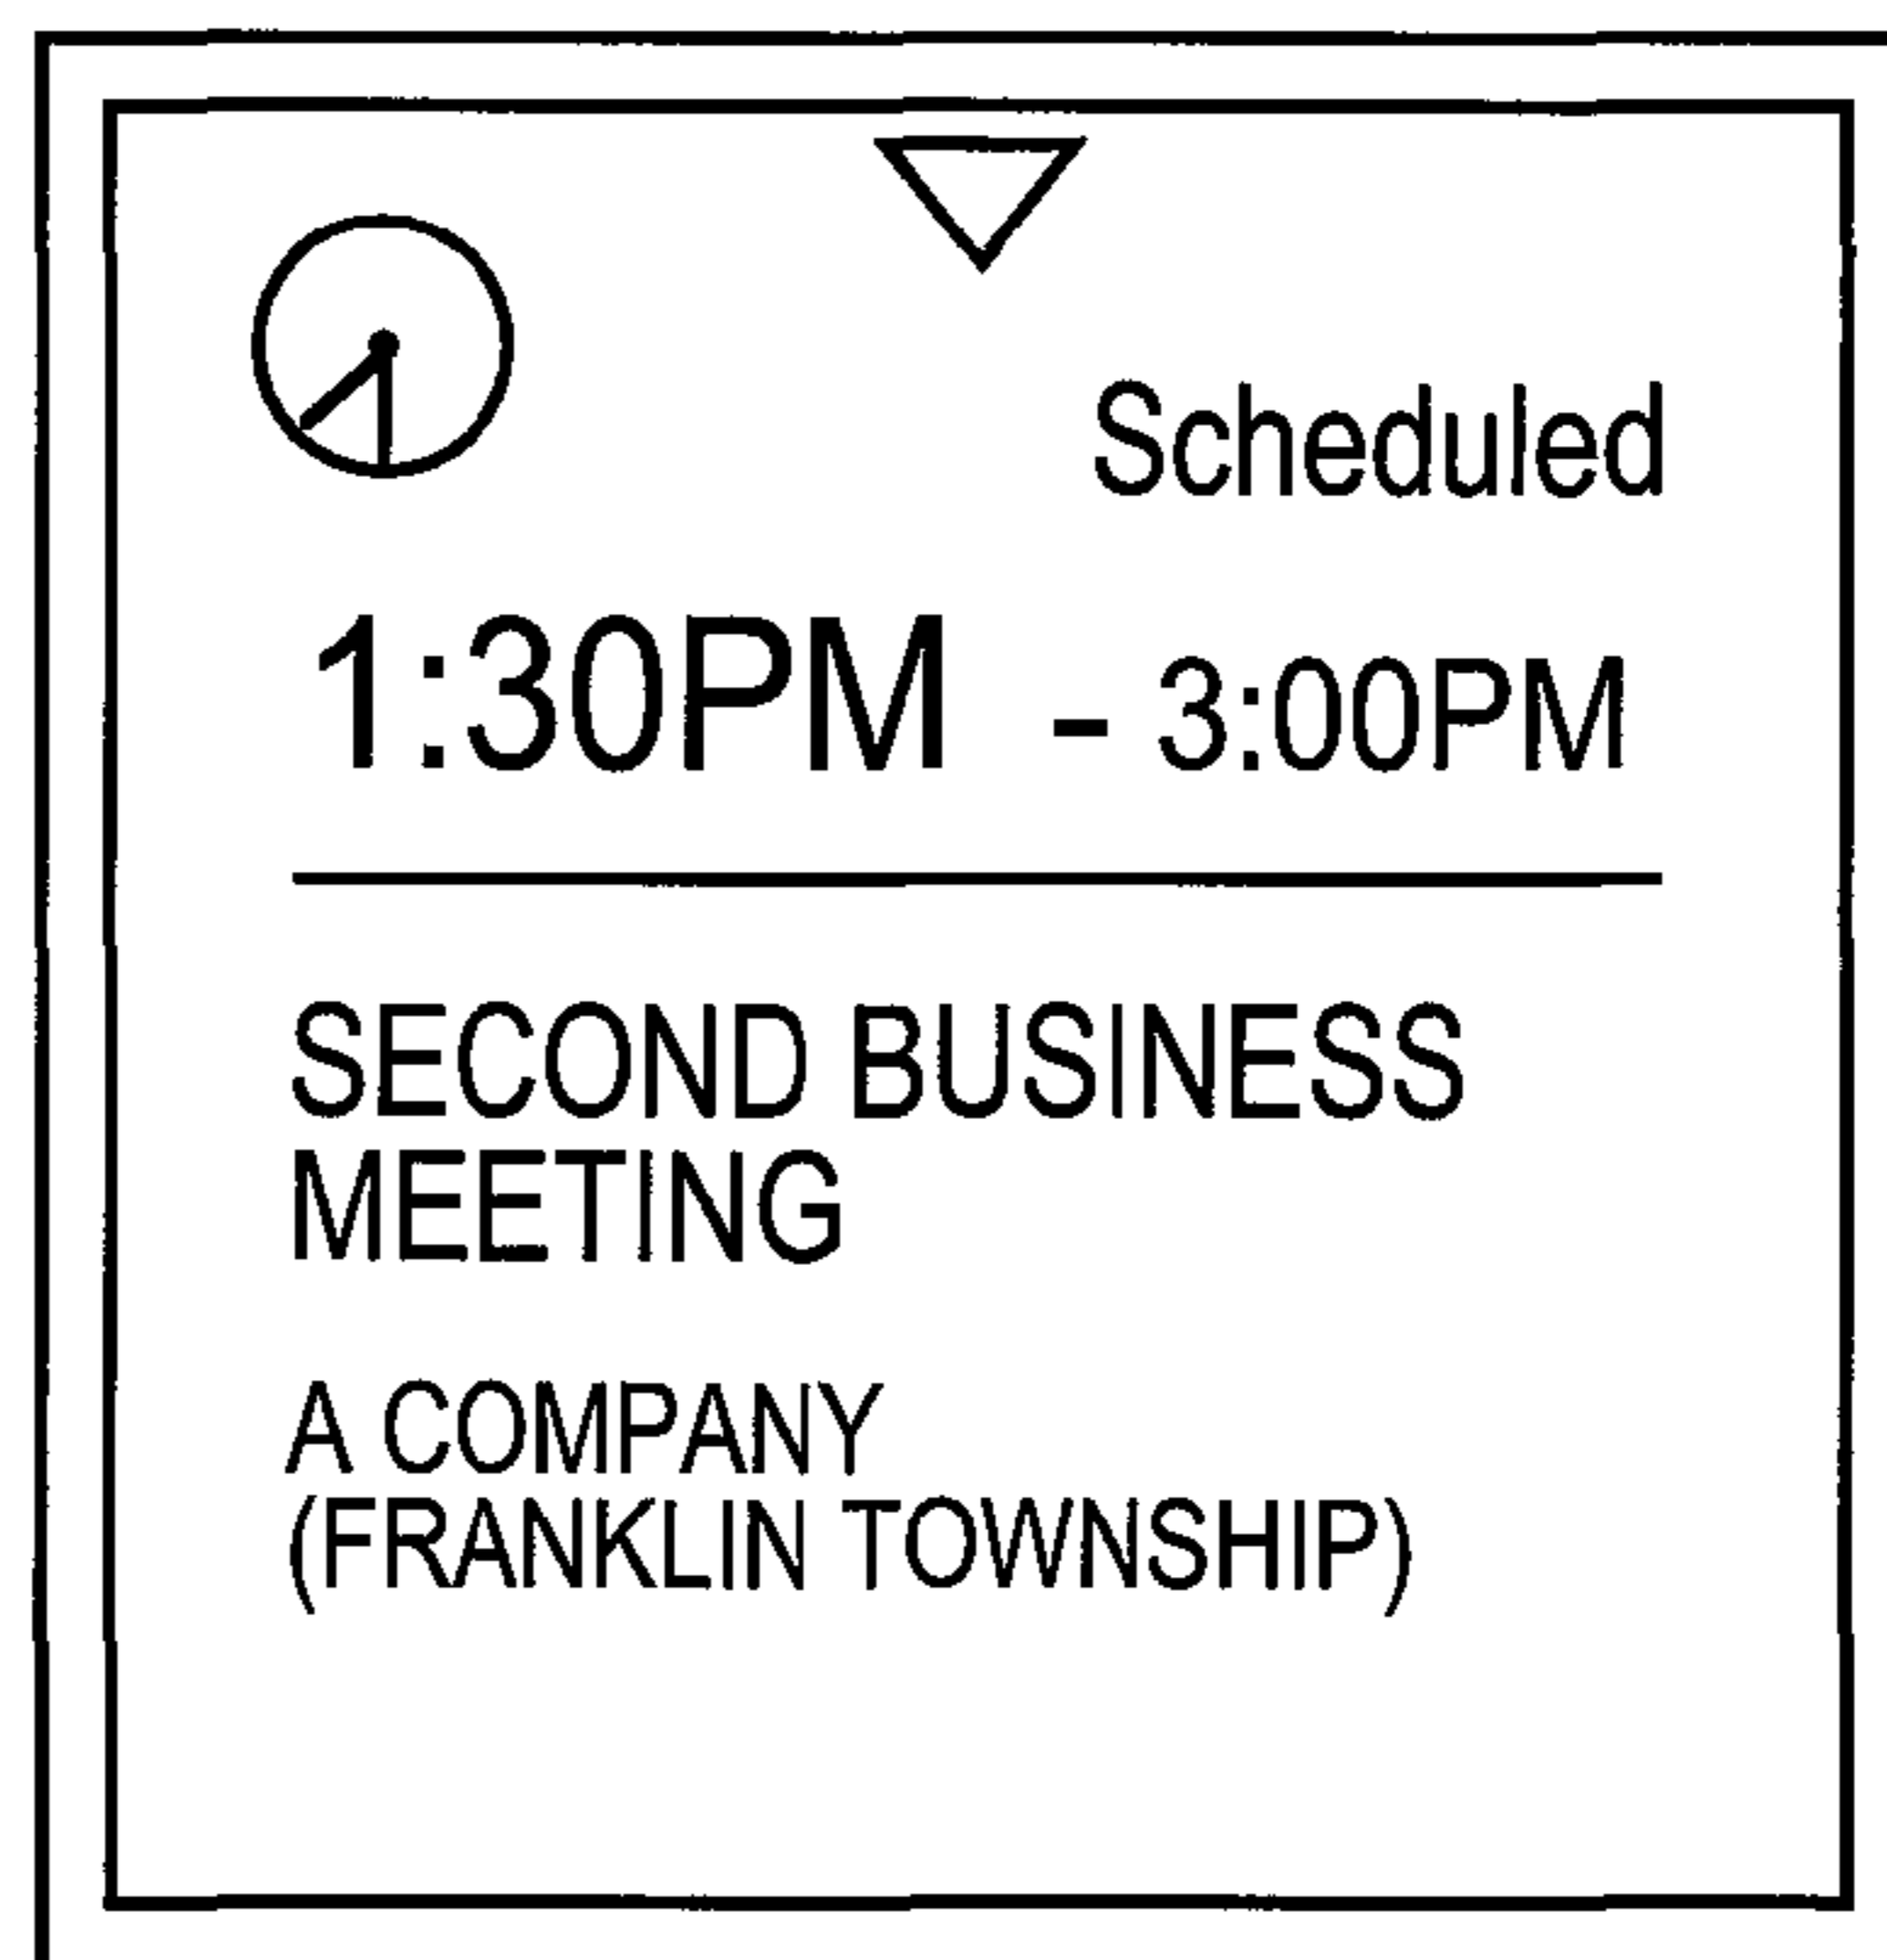 Scheduled
1:30PM - 3:00PM
SECOND BUSINESS
MEETING
A COMPANY
(FRANKLIN TOWNSHIP)